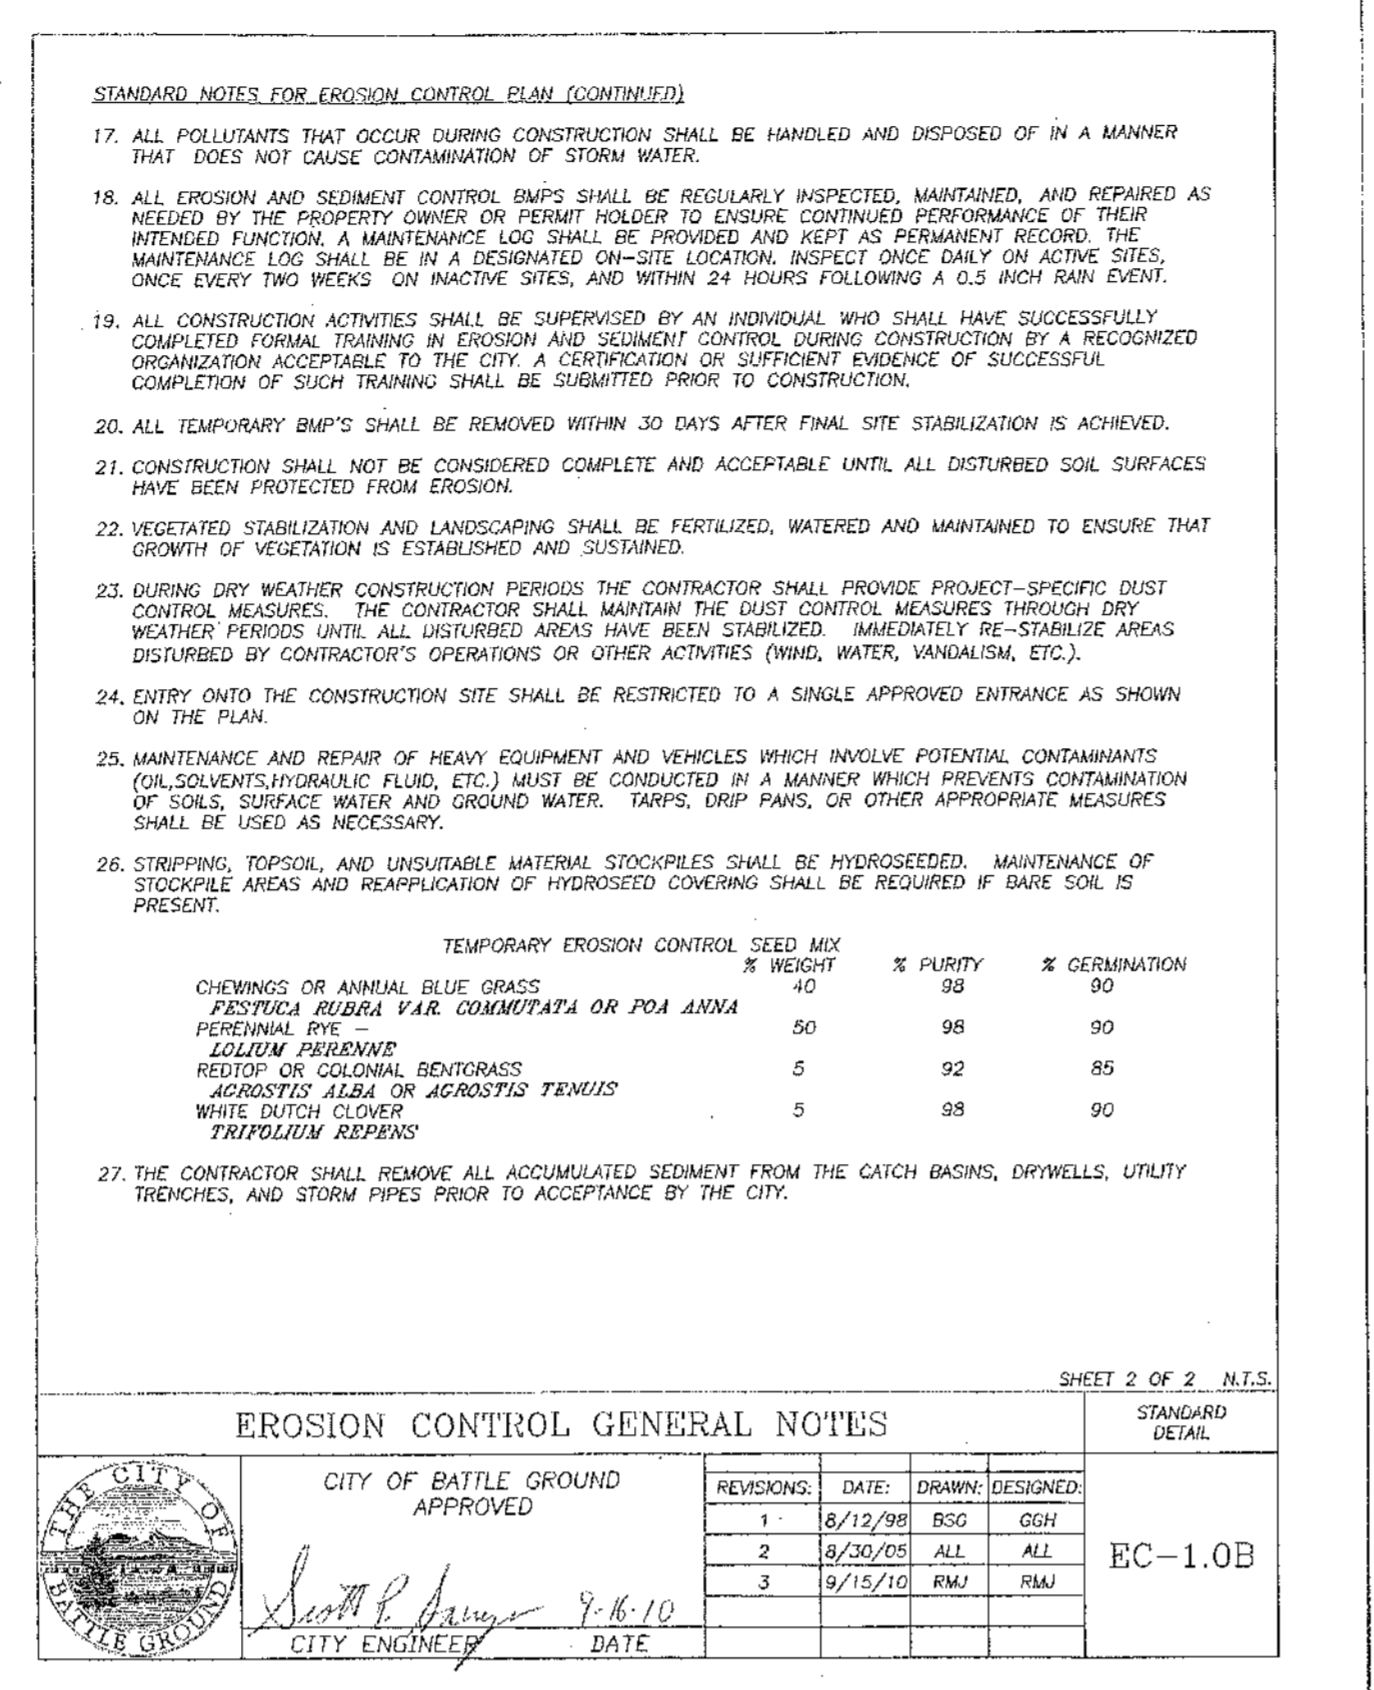 STANDARD NOTES FOR EROSION CONTROL PLAN (CONTINUED)
17. ALL POLLUTANTS THAT OCCUR DURING CONSTRUCTION SHALL BE HANDLED AND DISPOSED OF IN A MANNER
THAT DOES NOT CAUSE CONTAMINATION OF STORM WATER.
18. ALL EROSION AND SEDIMENT CONTROL BMPS SHALL BE REGULARLY INSPECTED, MAINTAINED, AND REPAIRED AS
NEEDED BY THE PROPERTY OWNER OR PERMIT HOLDER TO ENSURE CONTINUED PERFORMANCE OF THEIR
INTENDED FUNCTION. A MAINTENANCE LOG SHALL BE PROVIDED AND KEPT AS PERMANENT RECORD. THE
MAINTENANCE LOG SHALL BE IN A DESIGNATED ON-SITE LOCATION. INSPECT ONCE DAILY ON ACTIVE SITES,
ONCE EVERY TWO WEEKS ON INACTIVE SITES, AND WITHIN 24 HOURS FOLLOWING A 0.5 INCH RAIN EVENT.
19. ALL CONSTRUCTION ACTIVITIES SHALL BE SUPERVISED BY AN INDIVIDUAL WHO SHALL HAVE SUCCESSFULLY
COMPLETED FORMAL TRAINING IN EROSION AND SEDIMENT CONTROL DURING CONSTRUCTION BY A RECOGNIZED
ORGANIZATION ACCEPTABLE TO THE CITY. A CERTIFICATION OR SUFFICIENT EVIDENCE OF SUCCESSFUL
COMPLETION OF SUCH TRAINING SHALL BE SUBMITTED PRIOR TO CONSTRUCTION.
20. ALL TEMPORARY BMP'S SHALL BE REMOVED WITHIN 30 DAYS AFTER FINAL SITE STABILIZATION IS ACHIEVED.
21. CONSTRUCTION SHALL NOT BE CONSIDERED COMPLETE AND ACCEPTABLE UNTIL ALL DISTURBED SOIL SURFACES
HAVE BEEN PROTECTED FROM EROSION.
22. VEGETATED STABILIZATION AND LANDSCAPING SHALL BE FERTILIZED, WATERED AND MAINTAINED TO ENSURE THAT
GROWTH OF VEGETATION IS ESTABLISHED AND SUSTAINED.
23. DURING DRY WEATHER CONSTRUCTION PERIODS THE CONTRACTOR SHALL PROVIDE PROJECT-SPECIFIC DUST
CONTROL MEASURES. THE CONTRACTOR SHALL MAINTAIN THE DUST CONTROL MEASURES THROUGH DRY
WEATHER PERIODS UNTIL ALL DISTURBED AREAS HAVE BEEN STABILIZED. IMMEDIATELY RE-STABILIZE AREAS
DISTURBED BY CONTRACTOR'S OPERATIONS OR OTHER ACTIVITIES (WIND, WATER, VANDALISM, ETC.).
24. ENTRY ONTO THE CONSTRUCTION SITE SHALL BE RESTRICTED TO A SINGLE APPROVED ENTRANCE AS SHOWN
ON THE PLAN.
25. MAINTENANCE AND REPAIR OF HEAVY EQUIPMENT AND VEHICLES WHICH INVOLVE POTENTIAL CONTAMINANTS
(OIL,SOLVENTS,HYDRAULIC FLUID, ETC.) MUST BE CONDUCTED IN A MANNER WHICH PREVENTS CONTAMINATION
OF SOILS, SURFACE WATER AND GROUND WATER. TARPS, DRIP PANS, OR OTHER APPROPRIATE MEASURES
SHALL BE USED AS NECESSARY.
26. STRIPPING, TOPSOIL, AND UNSUITABLE MATERIAL STOCKPILES SHALL BE HYDROSEEDED. MAINTENANCE OF
STOCKPILE AREAS AND REAPPLICATION OF HYDROSEED COVERING SHALL BE REQUIRED IF BARE SOIL IS
PRESENT.
TEMPORARY EROSION CONTROL SEED MIX
% WEIGHT % PURITY % GERMINATION
CHEWINGS OR ANNUAL BLUE GRASS 40 98 90
FESTUCA RUBRA VAR. COMMUTATA OR POA ANNA
PERENNIAL RYE – 50 98 90
LOLIUM PERENNE
REDTOP OR COLONIAL BENTGRASS 5 92 85
AGROSTIS ALBA OR AGROSTIS TENUIS
WHITE DUTCH CLOVER 5 98 90
TRIFOLIUM REPENS
27. THE CONTRACTOR SHALL REMOVE ALL ACCUMULATED SEDIMENT FROM THE CATCH BASINS, DRYWELLS, UTILITY
TRENCHES, AND STORM PIPES PRIOR TO ACCEPTANCE BY THE CITY.
SHEET 2 OF 2 N.T.S.
EROSION CONTROL GENERAL NOTES
STANDARD
DETAIL
EC-1.0B
THE CITY OF
BATTLE GROUND
CITY OF BATTLE GROUND
APPROVED
Scott P. 9-16-10
CITY ENGINEER DATE
REVISIONS: DATE: DRAWN: DESIGNED:
1 8/12/98 BSG GGH
2 8/30/05 ALL ALL
3 9/15/10 RMJ RMJ